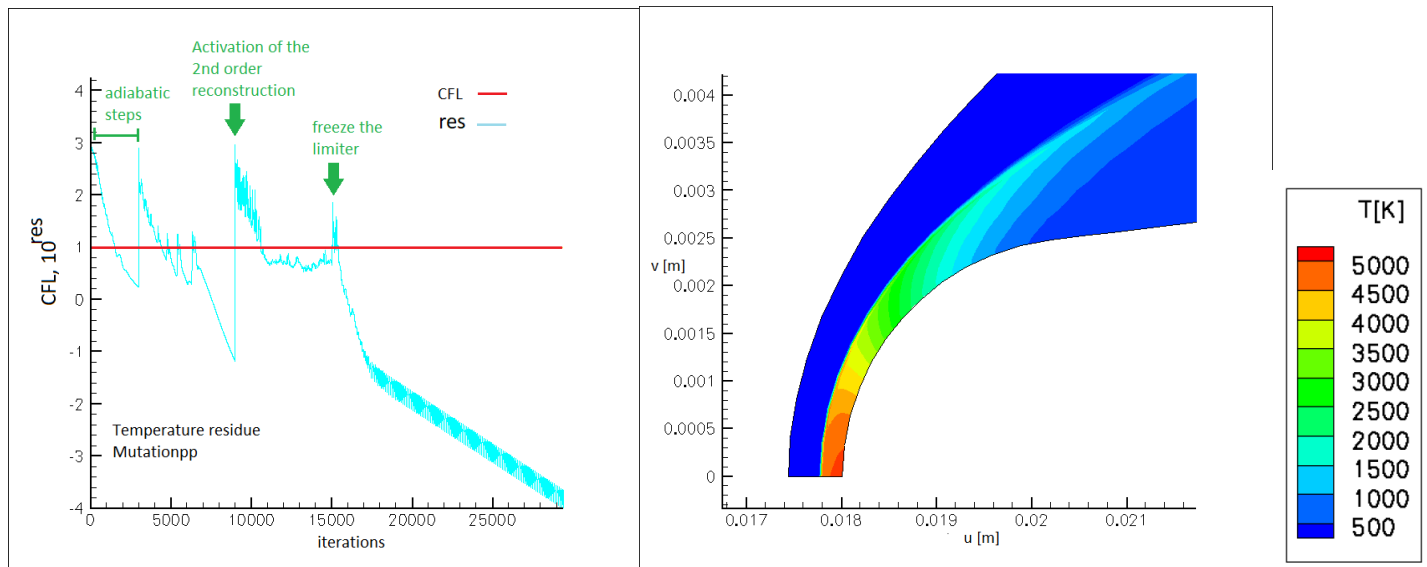 Activation of the
2nd order
reconstruction
adiabatic
steps
CFL
res
freeze the
limiter
4
3
2
1
0
-1
-2
-3
-4
CFL, 10^res
Temperature residue
Mutationpp
0 5000 10000 15000 20000 25000
iterations
0.004
0.0035
0.003
0.0025
v [m]
0.002
0.0015
0.001
0.0005
0
0.017 0.018 0.019 0.02 0.021
u [m]
T[K]
5000
4500
4000
3500
3000
2500
2000
1500
1000
500